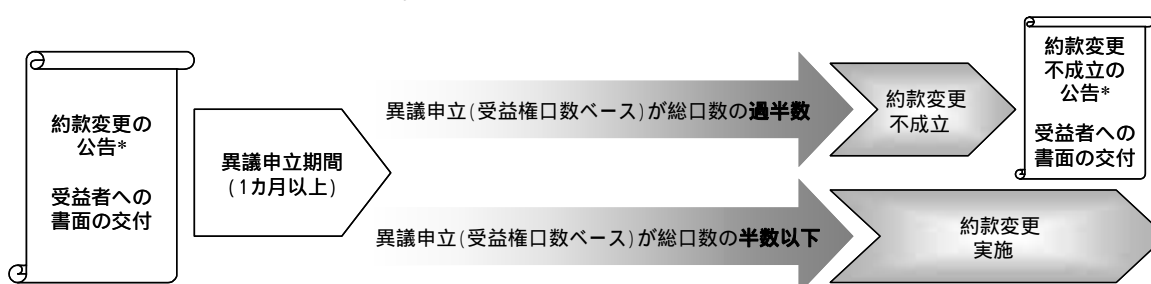 約款変更の
公告*
受益者への
書面の交付
異議申立期間
(1カ月以上)
異議申立(受益権口数ベース)が総口数の過半数
約款変更
不成立
約款変更
不成立の
公告*
受益者への
書面の交付
異議申立(受益権口数ベース)が総口数の半数以下
約款変更
実施